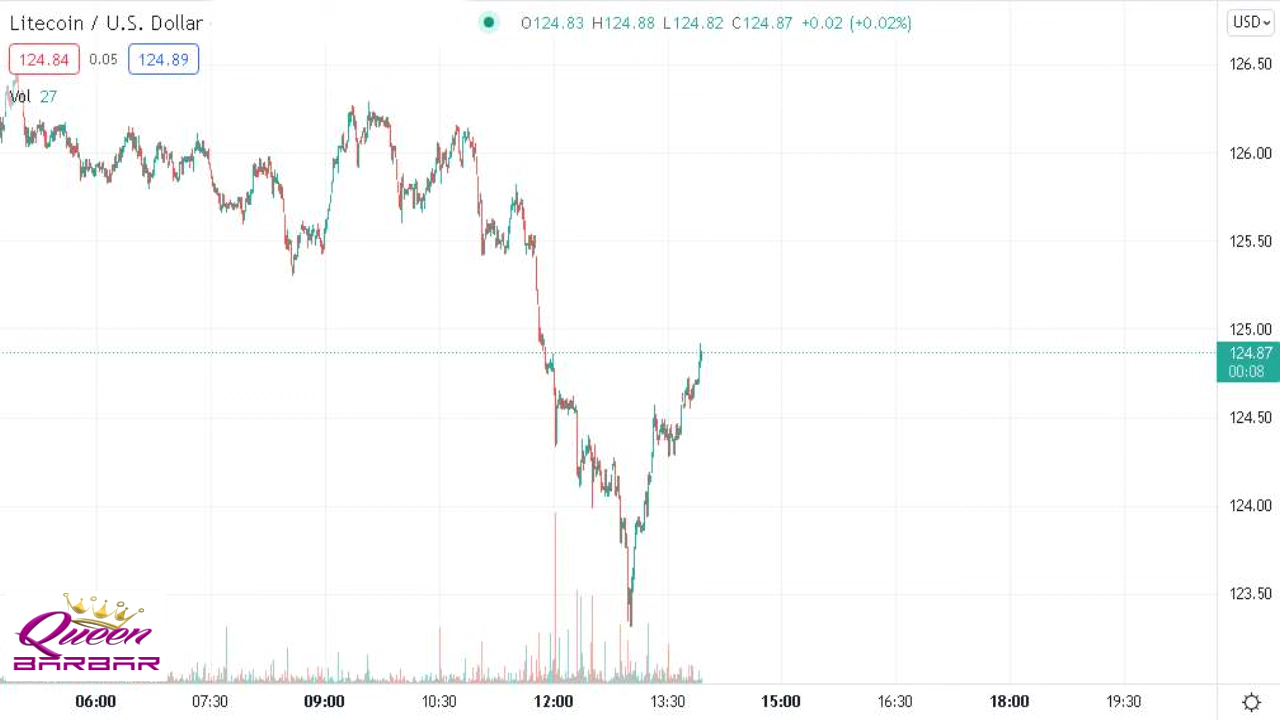 Litecoin / U.S. Dollar
O124.83 H124.88 L124.82 C124.87 +0.02 (+0.02%)
USD
124.84 0.05 124.89
Vol 27
126.50
126.00
125.50
125.00
124.87
00:08
124.50
124.00
123.50
Queen
BARBAR
06:00 07:30 09:00 10:30 12:00 13:30 15:00 16:30 18:00 19:30